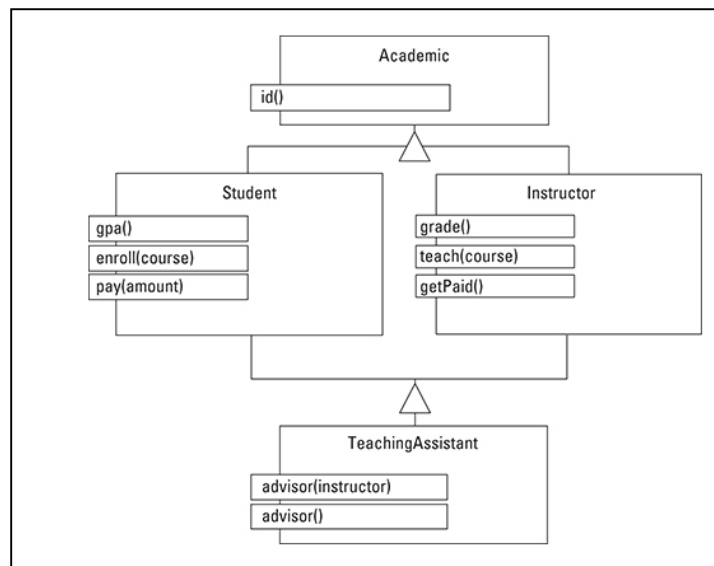 Academic
id()
Student
gpa()
enroll(course)
pay(amount)
Instructor
grade()
teach(course)
getPaid()
TeachingAssistant
advisor(instructor)
advisor()